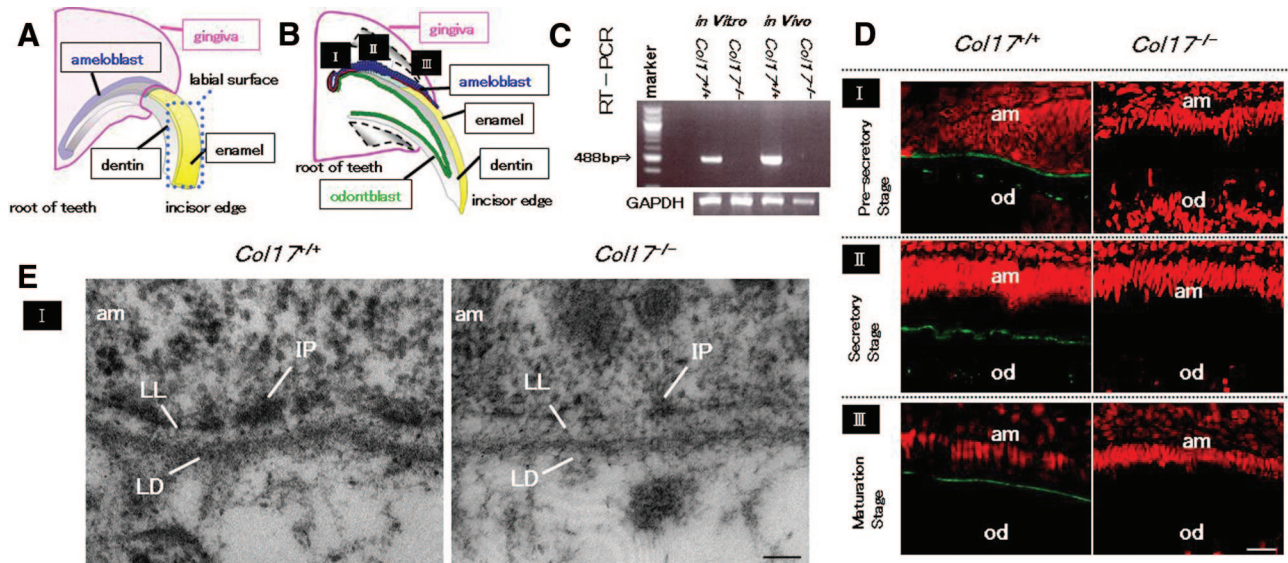 A
gingiva
ameloblast
labial surface
dentin
enamel
root of teeth
incisor edge
B
gingiva
I
II
III
ameloblast
enamel
root of teeth
dentin
odontblast
incisor edge
C
RT-PCR
in Vitro
in Vivo
marker
Col17+/+
Col17-/-
Col17+/+
Col17-/-
488bp⇒
GAPDH
D
Col17+/+
Col17-/-
I
Pre-secretory
Stage
am
od
am
od
II
Secretory
Stage
am
od
am
od
III
Maturation
Stage
am
od
am
od
E
Col17+/+
Col17-/-
I
am
IP
LL
LD
am
IP
LL
LD